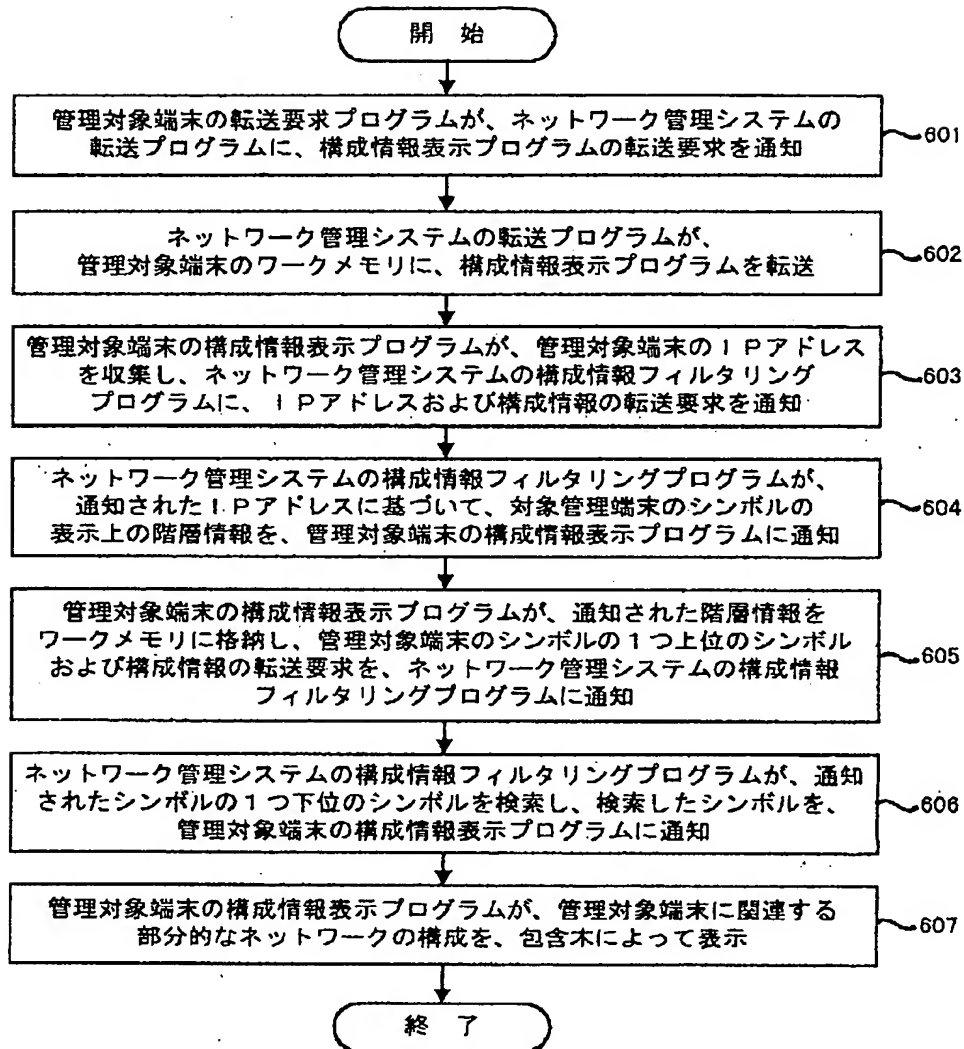 開 始
管理対象端末の転送要求プログラムが、ネットワーク管理システムの
転送プログラムに、構成情報表示プログラムの転送要求を通知
601
ネットワーク管理システムの転送プログラムが、
管理対象端末のワークメモリに、構成情報表示プログラムを転送
602
管理対象端末の構成情報表示プログラムが、管理対象端末のIPアドレス
を収集し、ネットワーク管理システムの構成情報フィルタリング
プログラムに、IPアドレスおよび構成情報の転送要求を通知
603
ネットワーク管理システムの構成情報フィルタリングプログラムが、
通知されたIPアドレスに基づいて、対象管理端末のシンボルの
表示上の階層情報を、管理対象端末の構成情報表示プログラムに通知
604
管理対象端末の構成情報表示プログラムが、通知された階層情報を
ワークメモリに格納し、管理対象端末のシンボルの1つ上位のシンボル
および構成情報の転送要求を、ネットワーク管理システムの構成情報
フィルタリングプログラムに通知
605
ネットワーク管理システムの構成情報フィルタリングプログラムが、通知
されたシンボルの1つ下位のシンボルを検索し、検索したシンボルを、
管理対象端末の構成情報表示プログラムに通知
606
管理対象端末の構成情報表示プログラムが、管理対象端末に関連する
部分的なネットワークの構成を、包含木によって表示
607
終 了